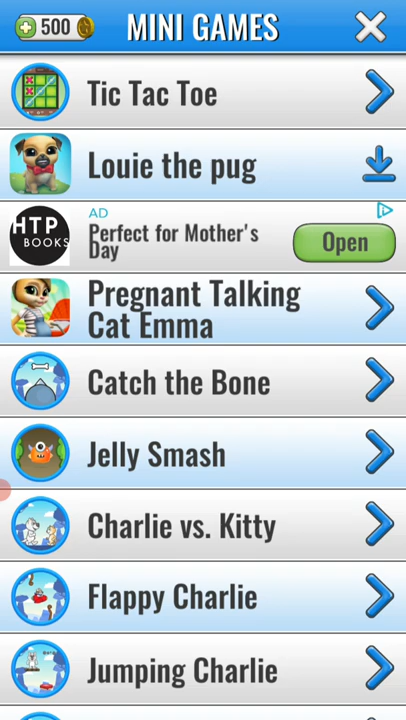 500
MINI GAMES
Tic Tac Toe
Louie the pug
HTP
BOOKS
AD
Perfect for Mother's
Day
Open
Pregnant Talking
Cat Emma
Catch the Bone
Jelly Smash
Charlie vs. Kitty
Flappy Charlie
Jumping Charlie